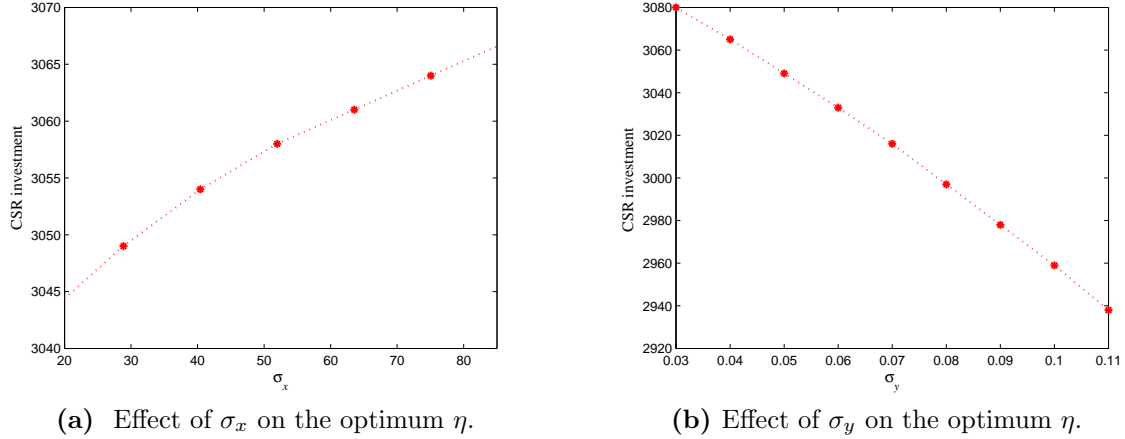 3070
3065
3060
3055
3050
3045
3040
CSR investment
20 30 40 50 60 70 80
σx
(a) Effect of σx on the optimum η.
3080
3060
3040
3020
3000
2980
2960
2940
2920
CSR investment
0.03 0.04 0.05 0.06 0.07 0.08 0.09 0.1 0.11
σy
(b) Effect of σy on the optimum η.